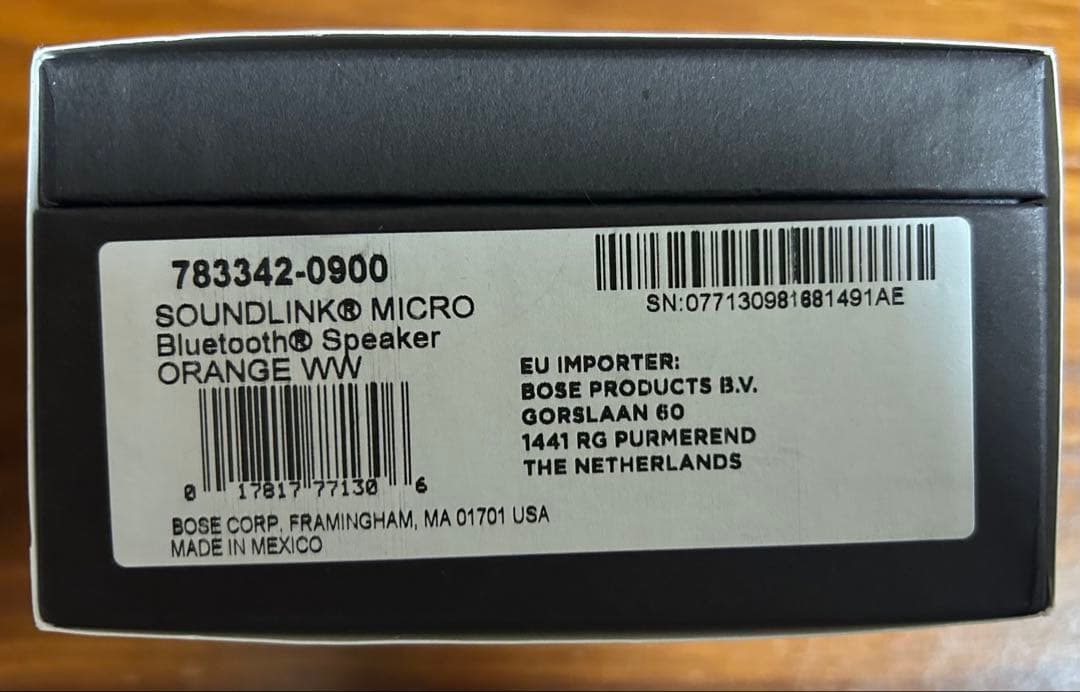 783342-0900
SOUNDLINK® MICRO
Bluetooth® Speaker
ORANGE WW
0 17817 77130 6
BOSE CORP, FRAMINGHAM, MA 01701 USA
MADE IN MEXICO
SN:077130981681491AE
EU IMPORTER:
BOSE PRODUCTS B.V.
GORSLAAN 60
1441 RG PURMEREND
THE NETHERLANDS